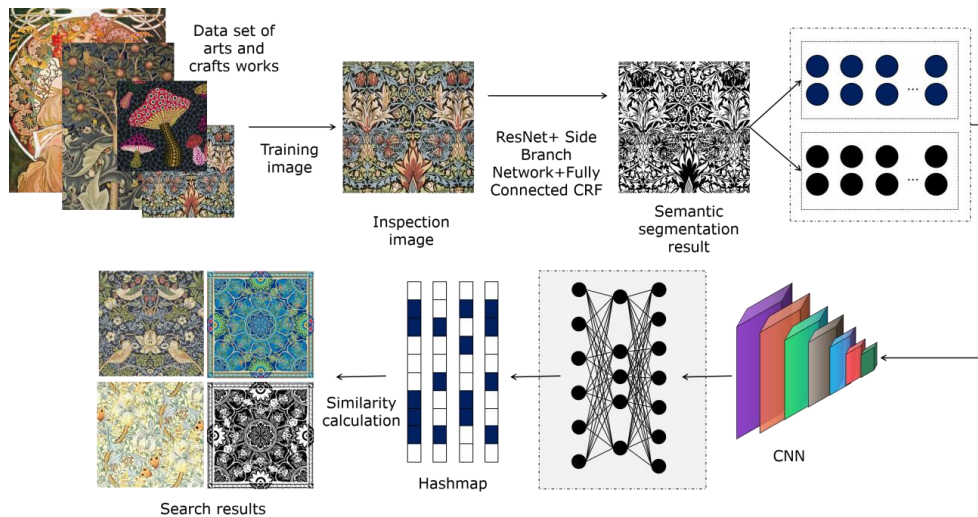 Data set of
arts and
crafts works
Training
image
Inspection
image
ResNet+ Side
Branch
Network+Fully
Connected CRF
Semantic
segmentation
result
...
...
...
...
CNN
Hashmap
Similarity
calculation
Search results